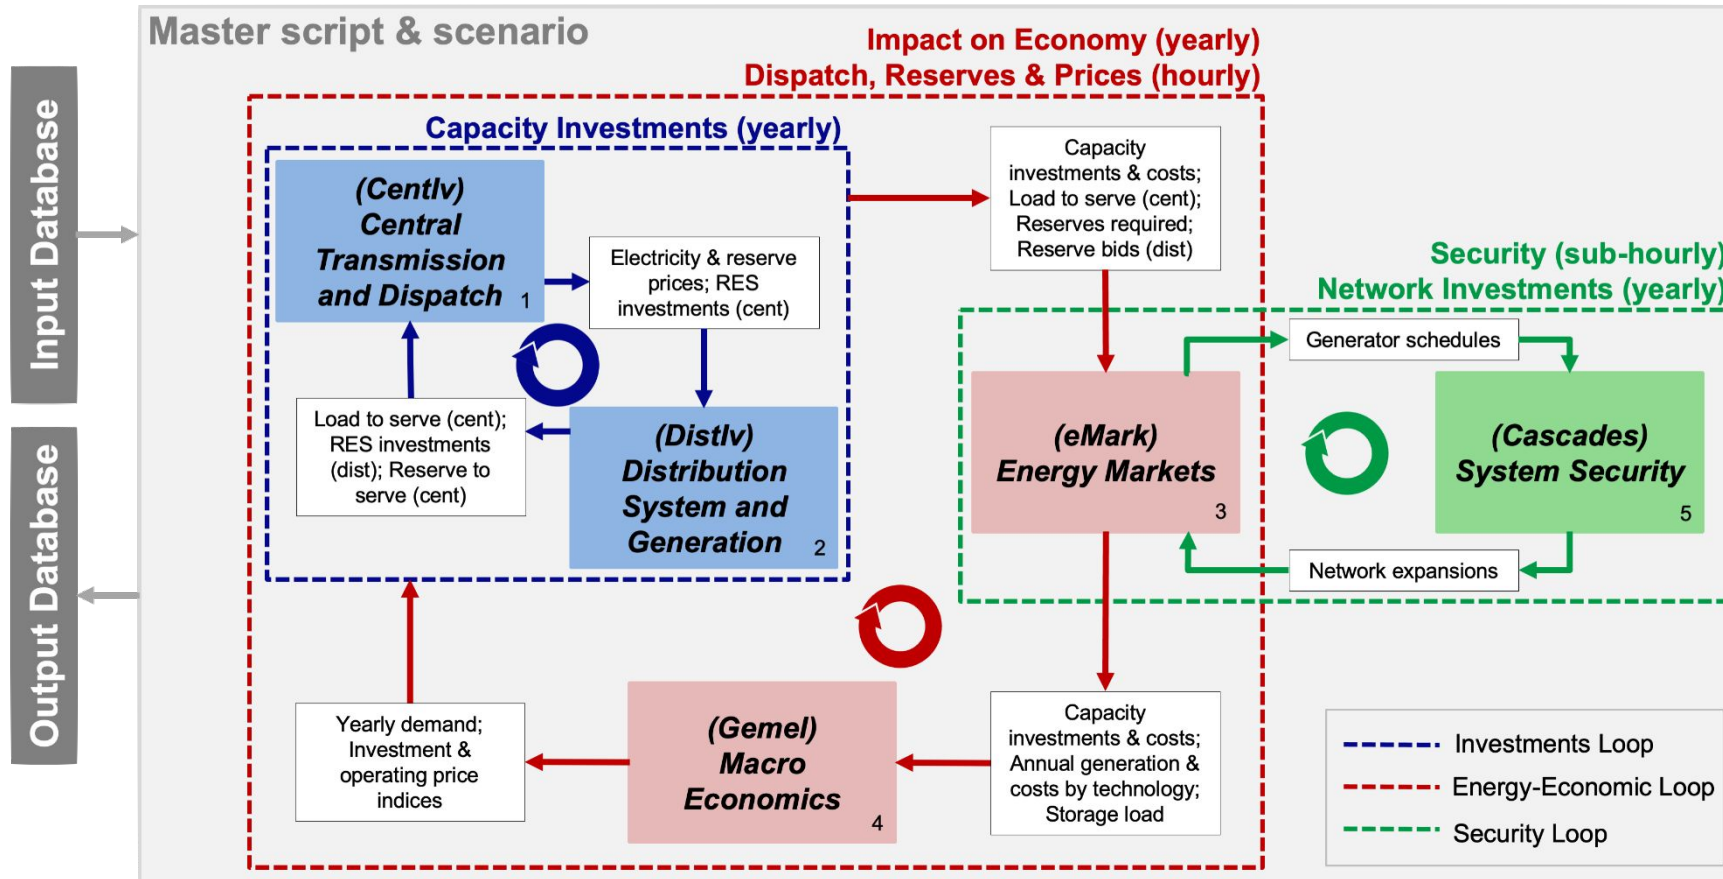 Master script & scenario
Input Database
Output Database
Impact on Economy (yearly)
Dispatch, Reserves & Prices (hourly)
Capacity Investments (yearly)
(CentIv)
Central
Transmission
and Dispatch
1
Electricity & reserve
prices; RES
investments (cent)
Load to serve (cent);
RES investments
(dist); Reserve to
serve (cent)
(DistIv)
Distribution
System and
Generation
2
Capacity
investments & costs;
Load to serve (cent);
Reserves required;
Reserve bids (dist)
Security (sub-hourly)
Network Investments (yearly)
Generator schedules
(eMark)
Energy Markets
3
(Cascades)
System Security
5
Network expansions
Yearly demand;
Investment &
operating price
indices
(Gemel)
Macro
Economics
4
Capacity
investments & costs;
Annual generation &
costs by technology;
Storage load
Investments Loop
Energy-Economic Loop
Security Loop